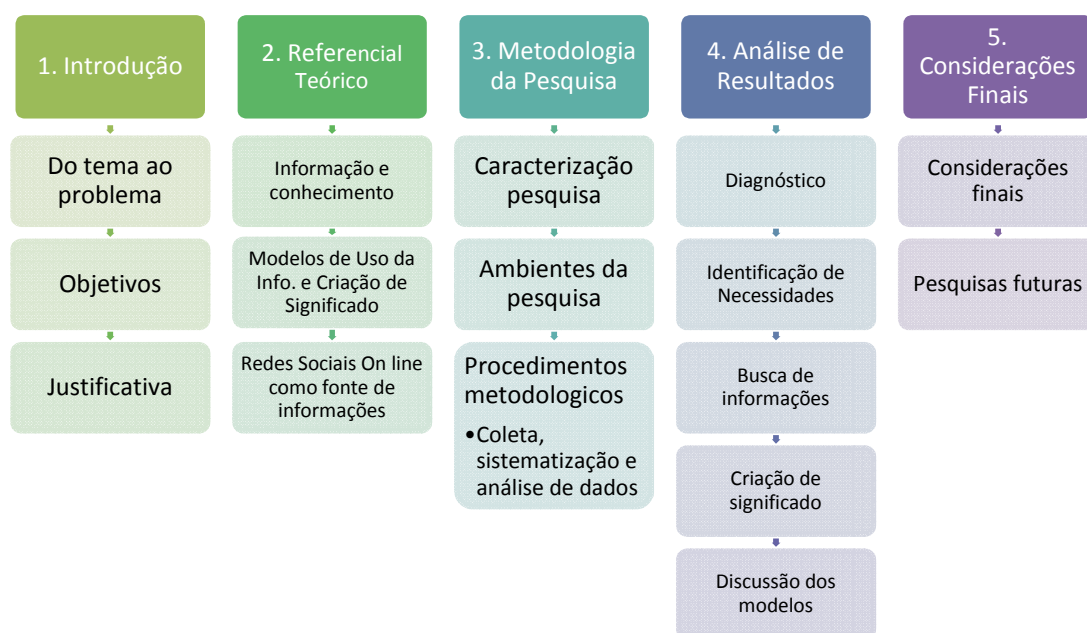 1. Introdução
Do tema ao
problema
Objetivos
Justificativa
2. Referencial
Teórico
Informação e
conhecimento
Modelos de Uso da
Info. e Criação de
Significado
Redes Sociais On line
como fonte de
informações
3. Metodologia
da Pesquisa
Caracterização
pesquisa
Ambientes da
pesquisa
Procedimentos
metodologicos
•Coleta,
sistematização e
análise de dados
4. Análise de
Resultados
Diagnóstico
Identificação de
Necessidades
Busca de
informações
Criação de
significado
Discussão dos
modelos
5.
Considerações
Finais
Considerações
finais
Pesquisas futuras